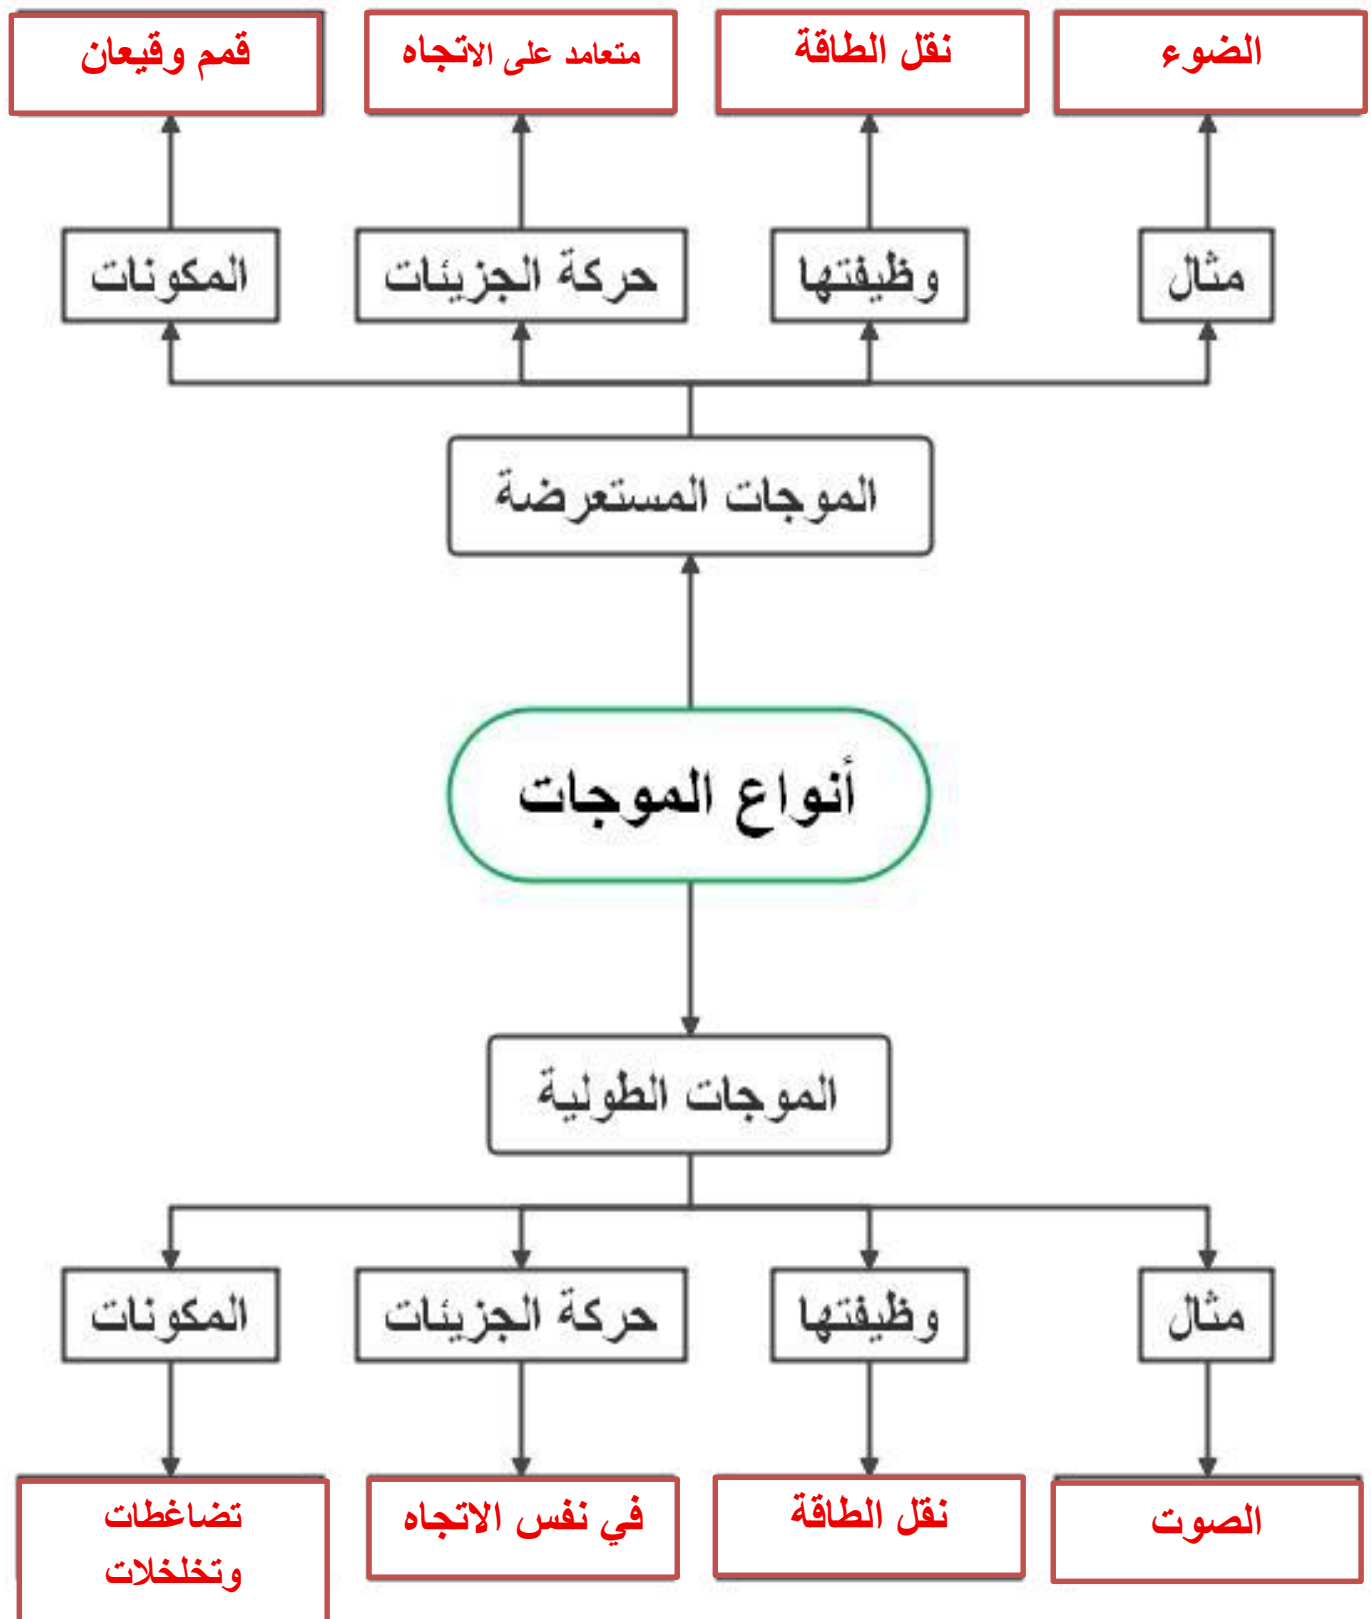 الضوء
نقل الطاقة
متعامد على الاتجاه
قمم وقيعان
مثال
وظيفتها
حركة الجزيئات
المكونات
الموجات المستعرضة
أنواع الموجات
الموجات الطولية
مثال
وظيفتها
حركة الجزيئات
المكونات
الصوت
نقل الطاقة
في نفس الاتجاه
تضاغطات
وتخلخلات